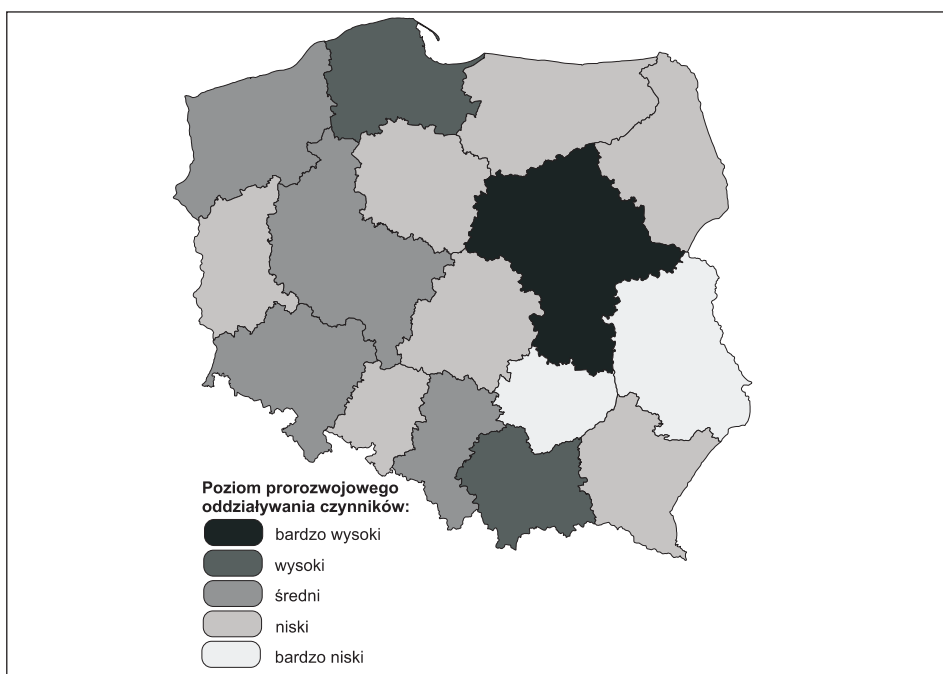 Poziom prorozwojowego
oddziaływania czynników:
bardzo wysoki
wysoki
średni
niski
bardzo niski